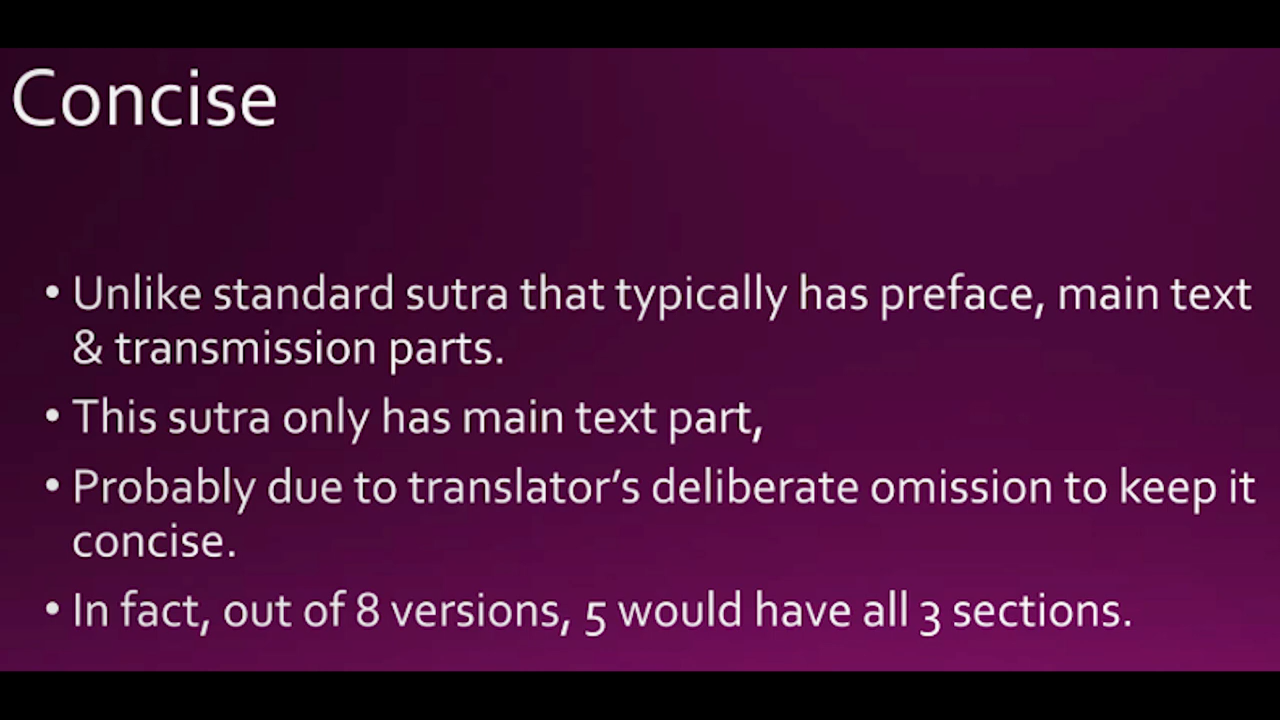 Concise
• Unlike standard sutra that typically has preface, main text
& transmission parts.
• This sutra only has main text part,
• Probably due to translator’s deliberate omission to keep it
concise.
• In fact, out of 8 versions, 5 would have all 3 sections.